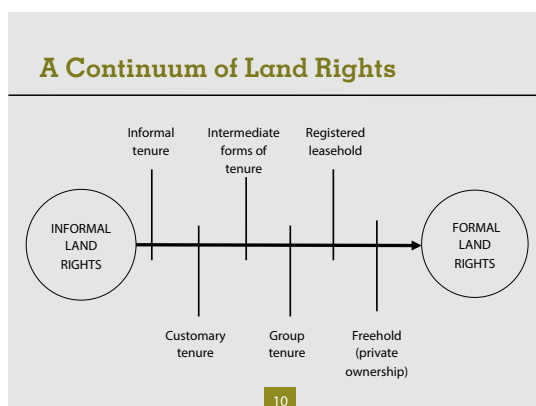 A Continuum of Land Rights
Informal
tenure
Intermediate
forms of
tenure
Registered
leasehold
INFORMAL
LAND
RIGHTS
FORMAL
LAND
RIGHTS
Customary
tenure
Group
tenure
Freehold
(private
ownership)
10